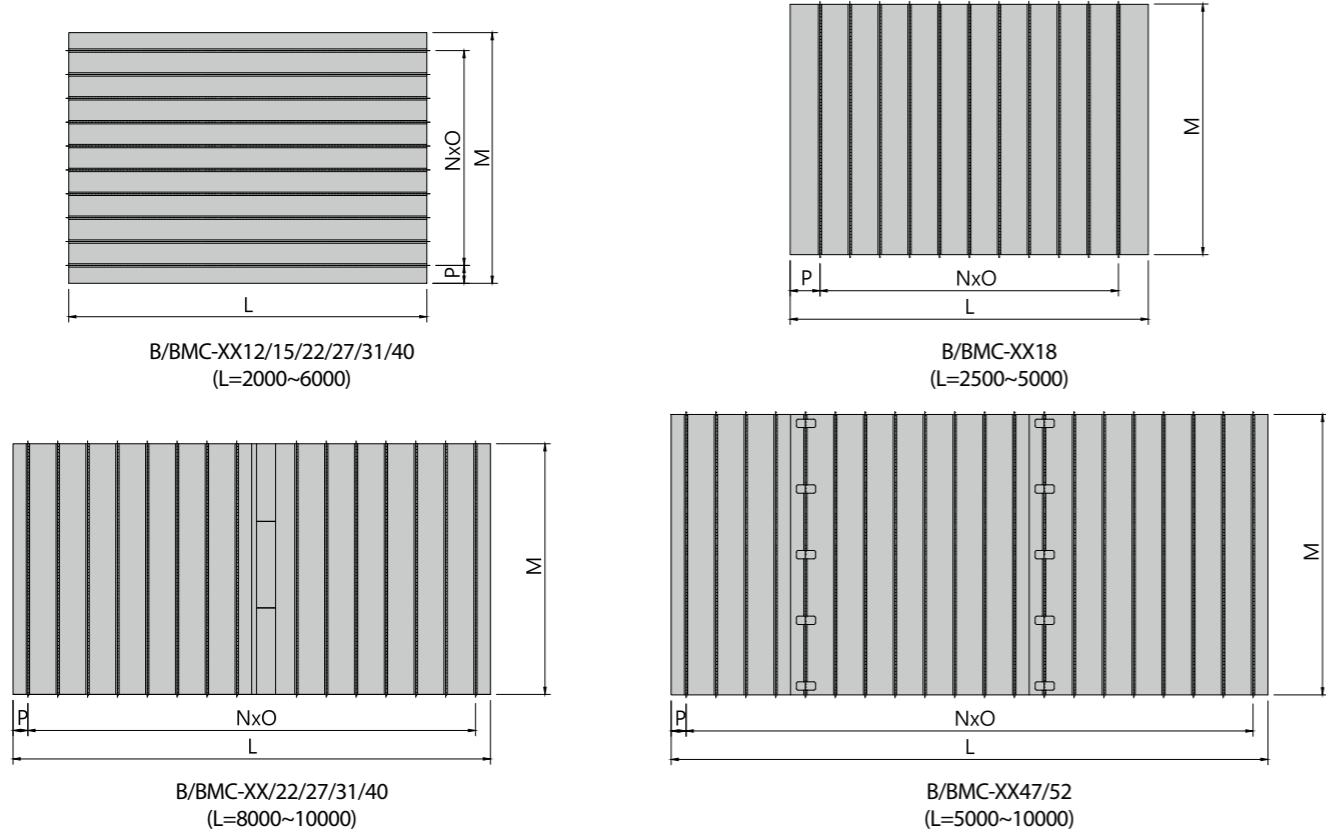 NxO
M
P
L
B/BMC-XX12/15/22/27/31/40
(L=2000~6000)
M
P
NxO
L
B/BMC-XX18
(L=2500~5000)
M
P
NxO
L
B/BMC-XX/22/27/31/40
(L=8000~10000)
M
P
NxO
L
B/BMC-XX47/52
(L=5000~10000)